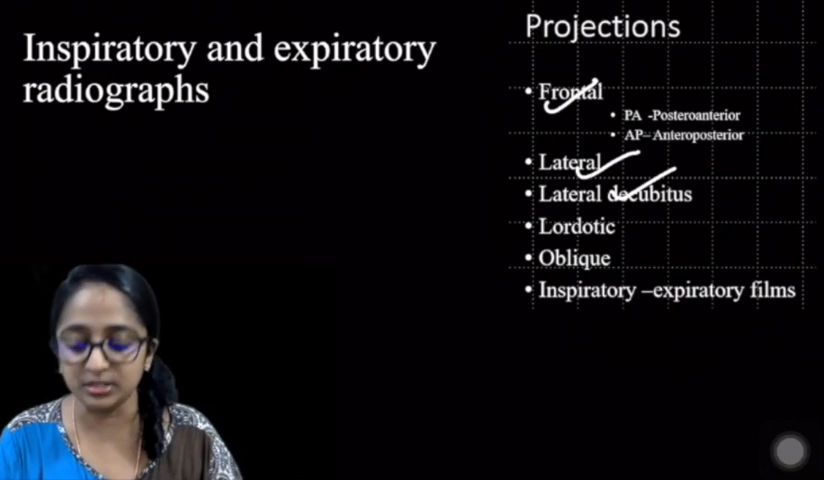 Inspiratory and expiratory
radiographs
Projections
• Frontal
• PA -Posteroanterior
• AP– Anteroposterior
• Lateral
• Lateral decubitus
• Lordotic
• Oblique
• Inspiratory –expiratory films